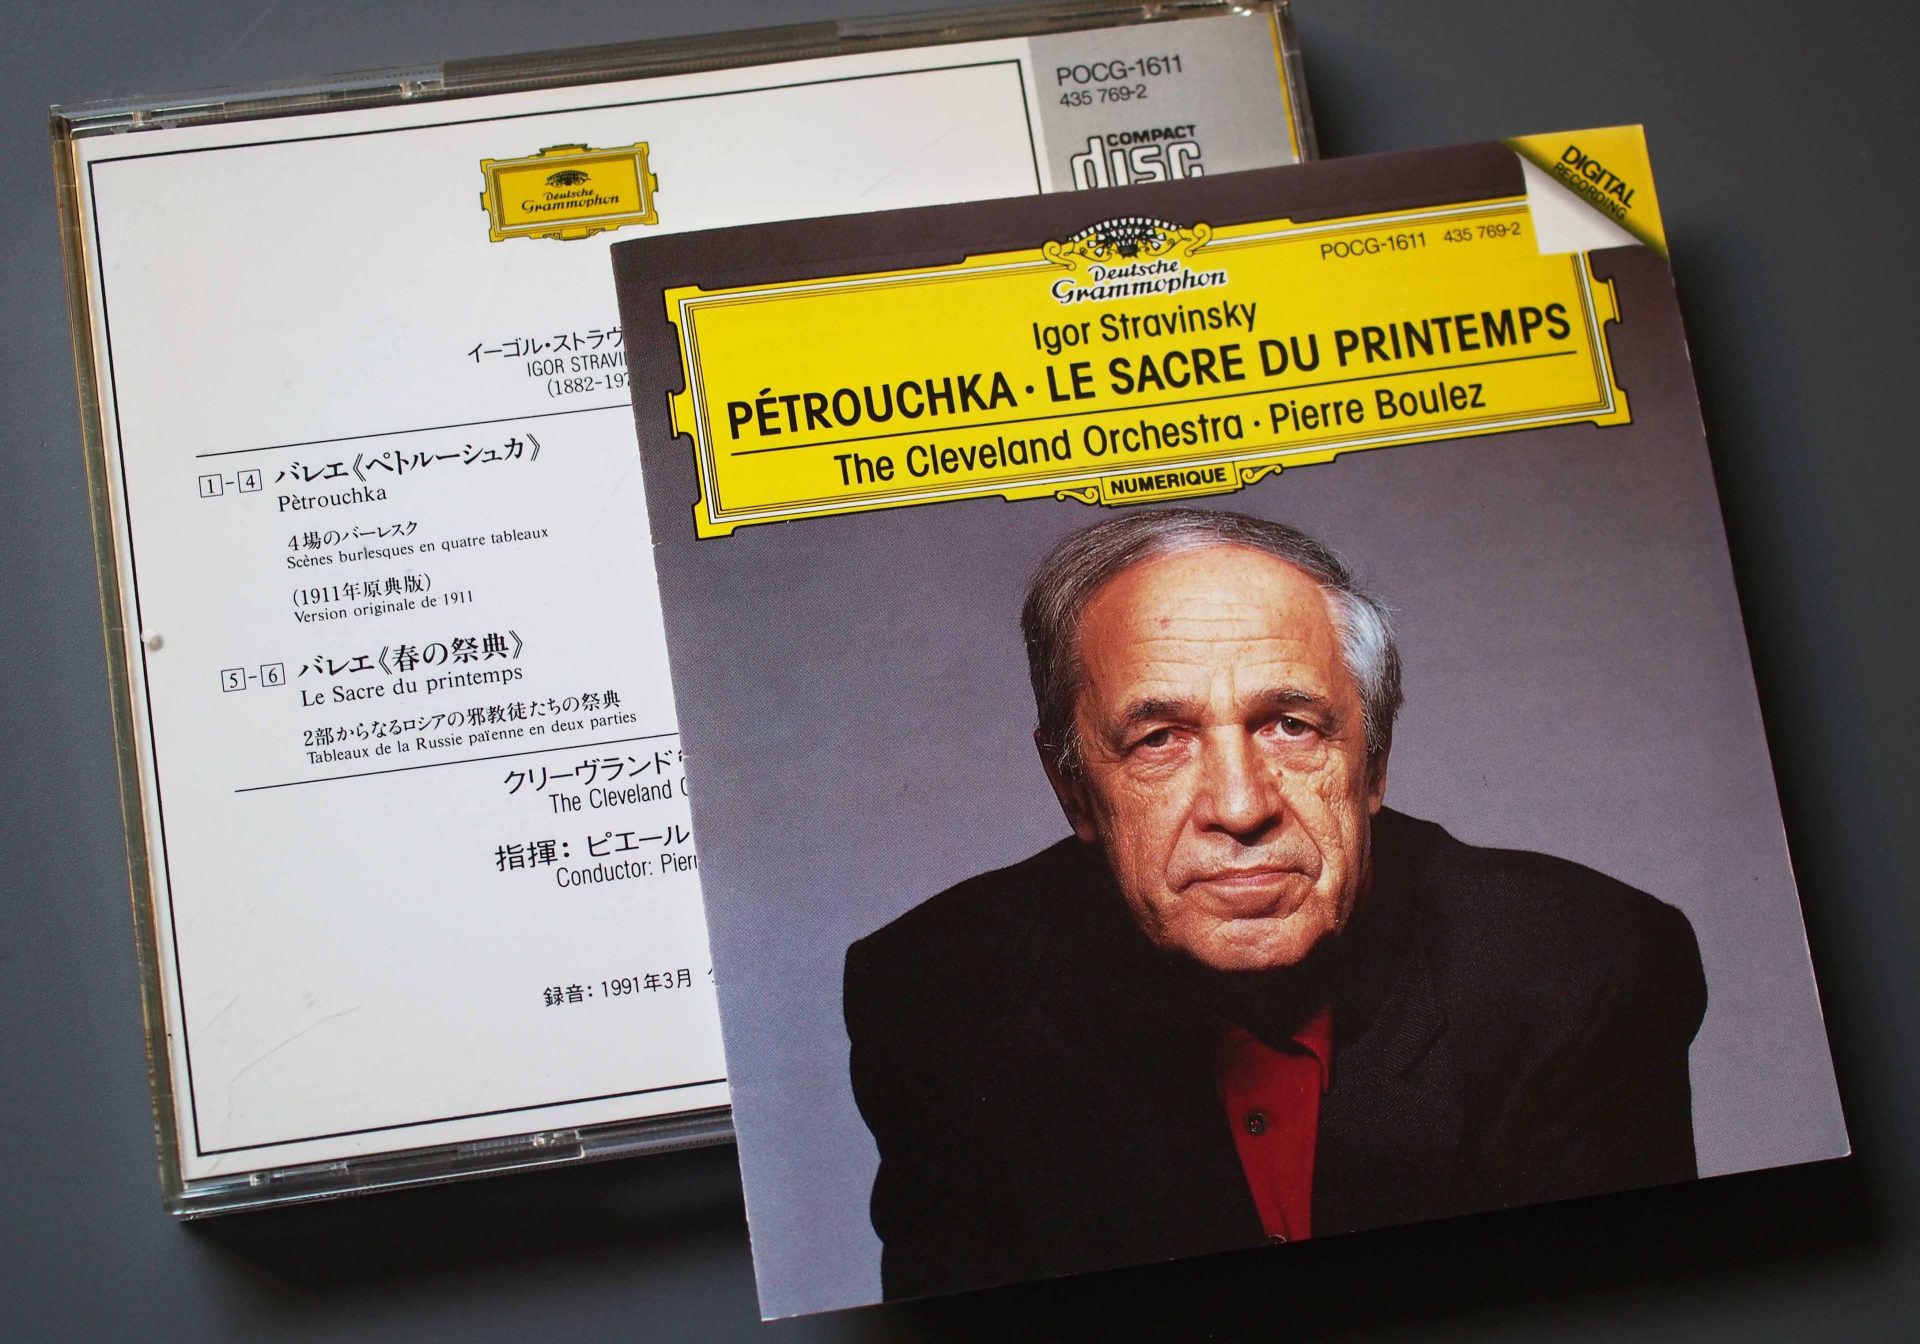 POCG-1611
435 769-2
COMPACT
disc
Deutsche
Grammophon
イーゴル・ストラヴ
IGOR STRAVI
(1882-197
1-4 バレエ《ペトルーシュカ》
Pètrouchka
4場のバーレスク
Scènes burlesques en quatre tableaux
(1911年原典版)
Version originale de 1911
5-6 バレエ《春の祭典》
Le Sacre du printemps
2部からなるロシアの邪教徒たちの祭典
Tableaux de la Russie païenne en deux parties
クリーヴランド
The Cleveland
指揮: ピエール
Conductor: Pierr
録音: 1991年3月
DIGITAL
RECORDING
POCG-1611 435 769-2
Deutsche
Grammophon
Igor Stravinsky
PÉTROUCHKA · LE SACRE DU PRINTEMPS
The Cleveland Orchestra · Pierre Boulez
NUMERIQUE